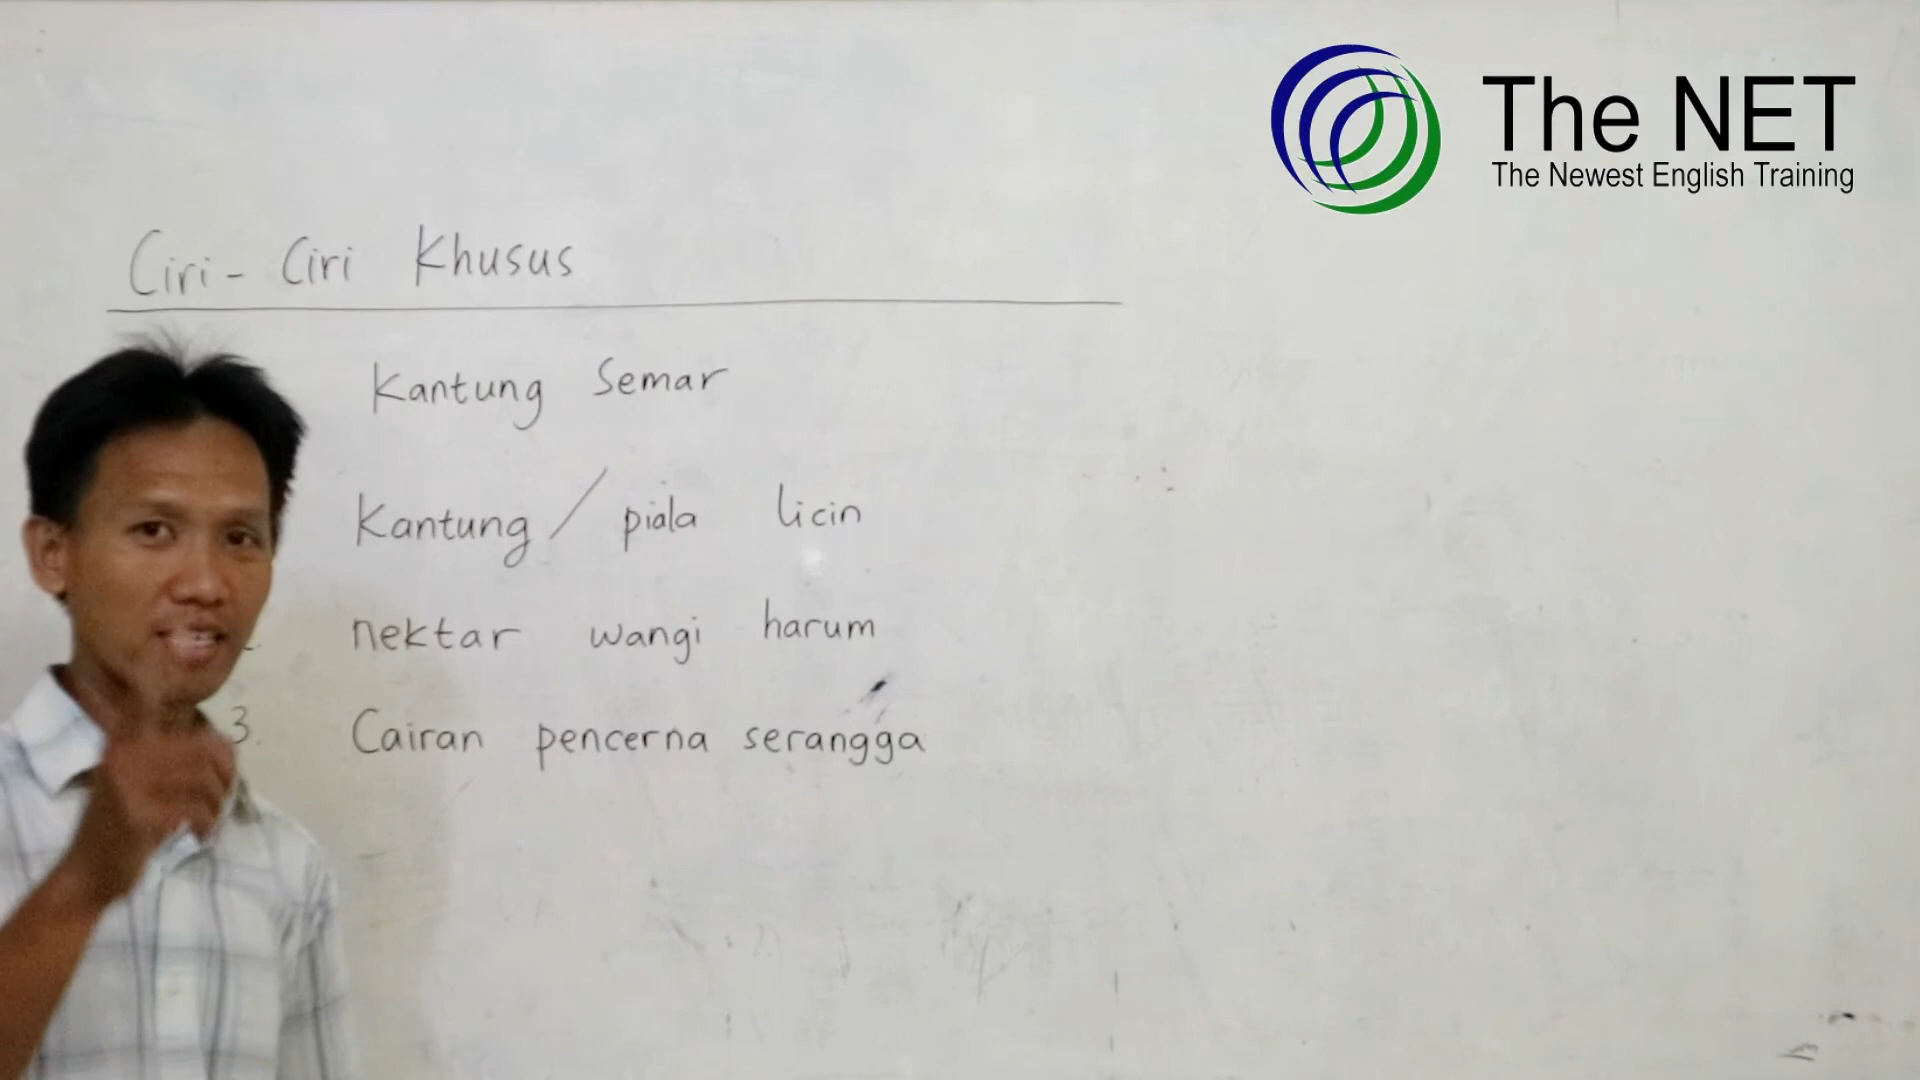 The NET
The Newest English Training
Ciri - Ciri Khusus
Kantung Semar
Kantung / piala licin
nektar wangi harum
3. Cairan pencerna serangga